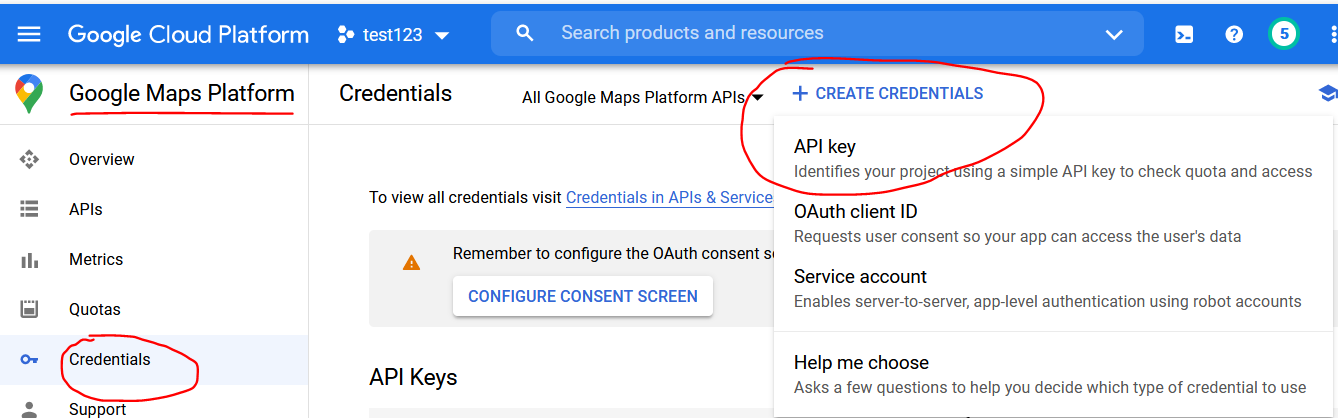 Google Cloud Platform
test123
Search products and resources
5
Google Maps Platform
Credentials
All Google Maps Platform APIs
+ CREATE CREDENTIALS
Overview
APIs
Metrics
Quotas
Credentials
Support
To view all credentials visit Credentials in APIs & Service
Remember to configure the OAuth consent
CONFIGURE CONSENT SCREEN
API Keys
API key
Identifies your project using a simple API key to check quota and access
OAuth client ID
Requests user consent so your app can access the user's data
Service account
Enables server-to-server, app-level authentication using robot accounts
Help me choose
Asks a few questions to help you decide which type of credential to use